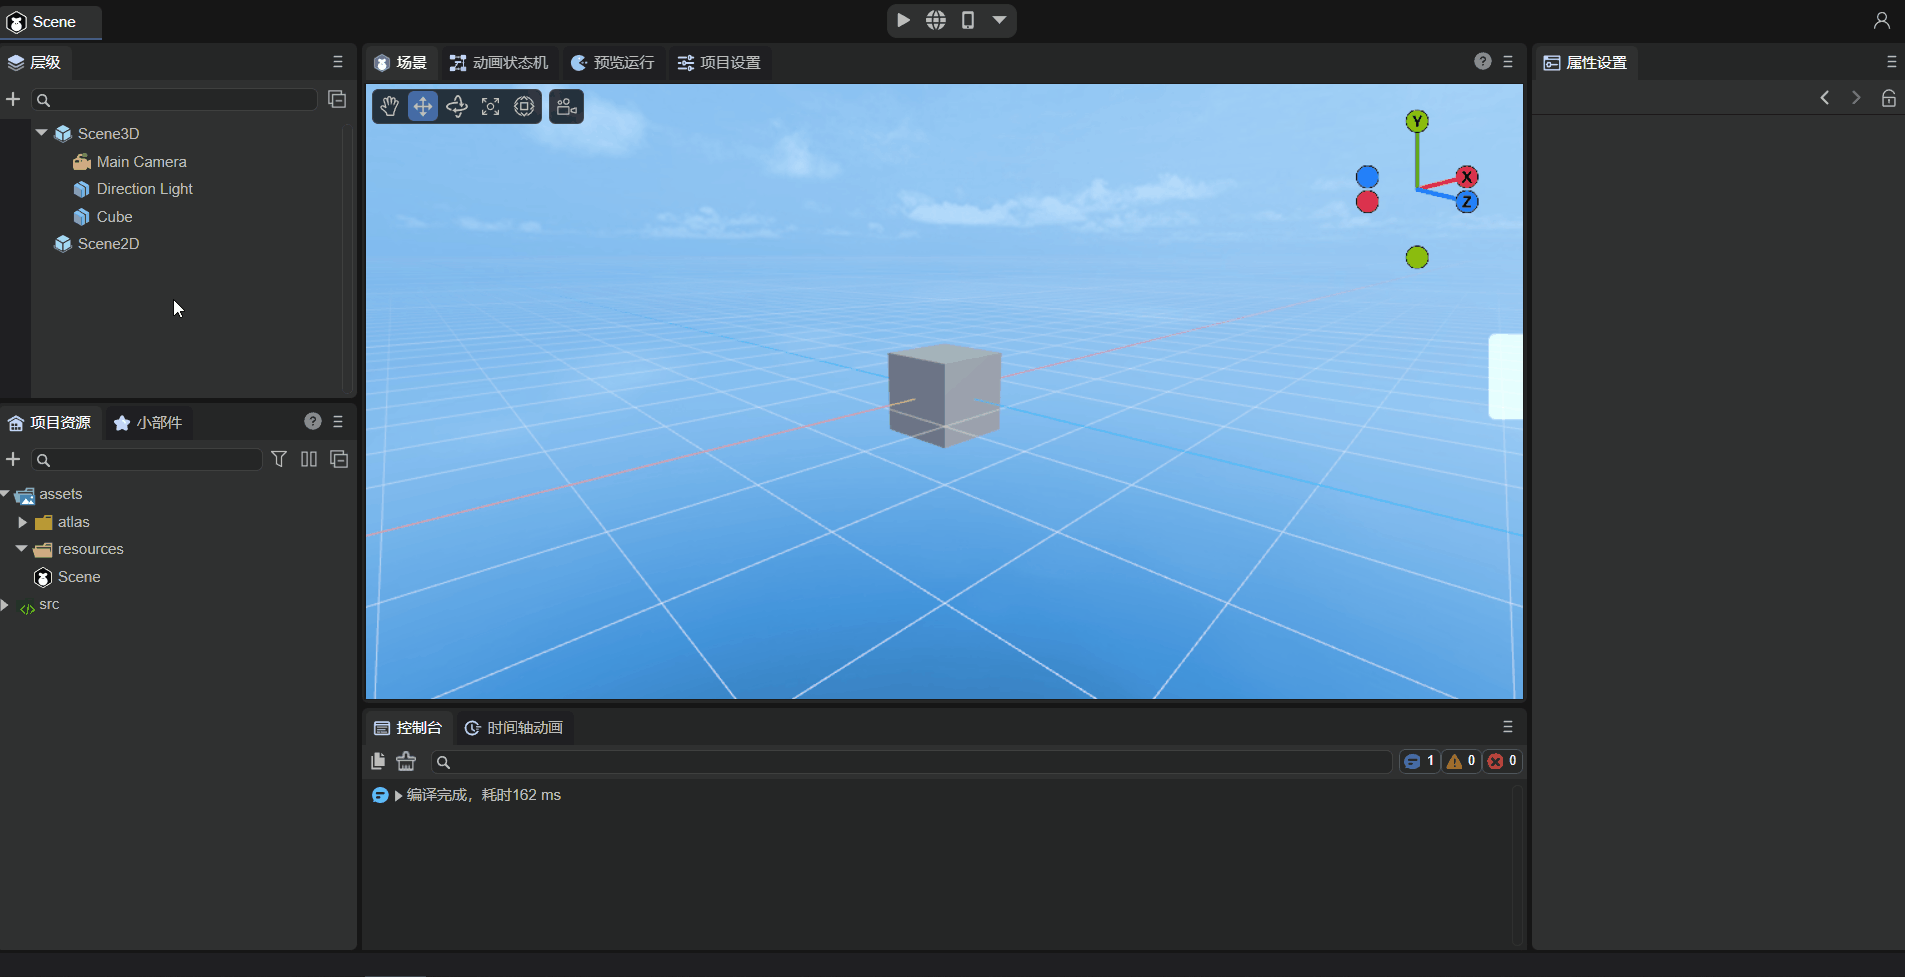 Scene
层级
Scene3D
Main Camera
Direction Light
Cube
Scene2D
项目资源 小部件 ?
assets
atlas
resources
Scene
</> src
场景 动画状态机 预览运行 项目设置 ?
Y
X
Z
控制台 时间轴动画
1 0 0
编译完成，耗时162 ms
属性设置